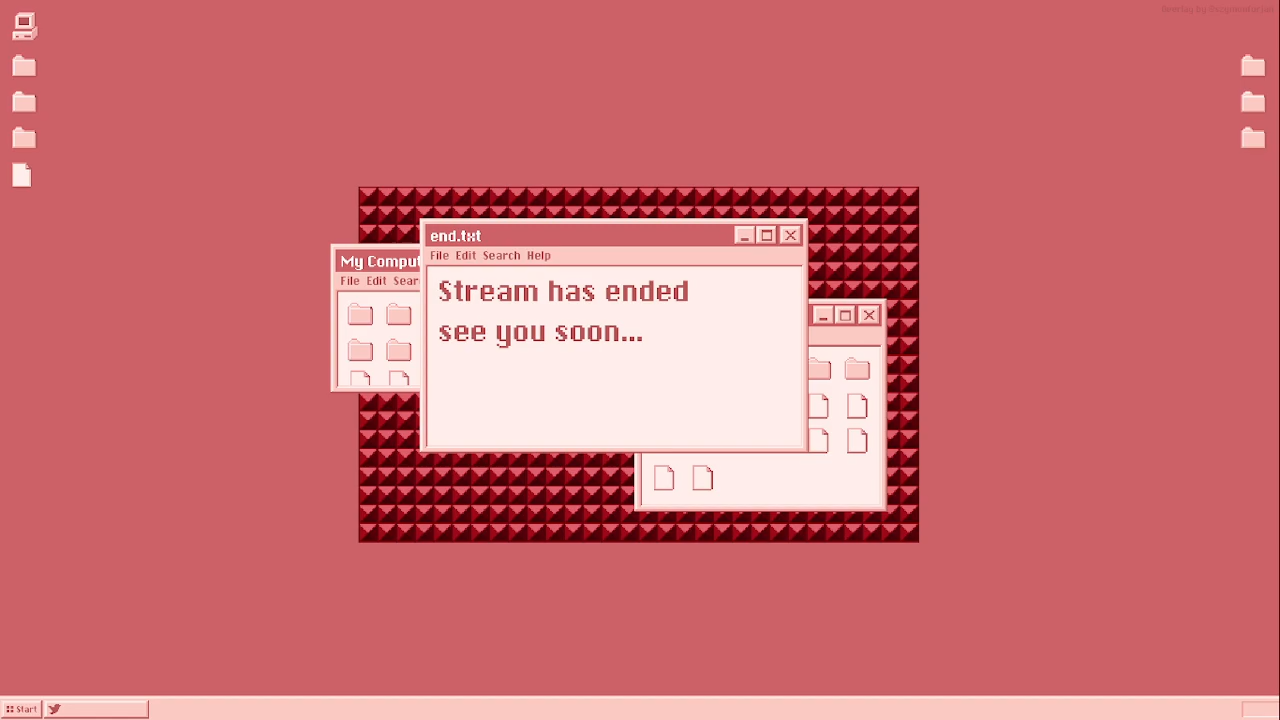 end.txt
File Edit Search Help
Stream has ended
see you soon...
My Comput
File Edit Sear
Start